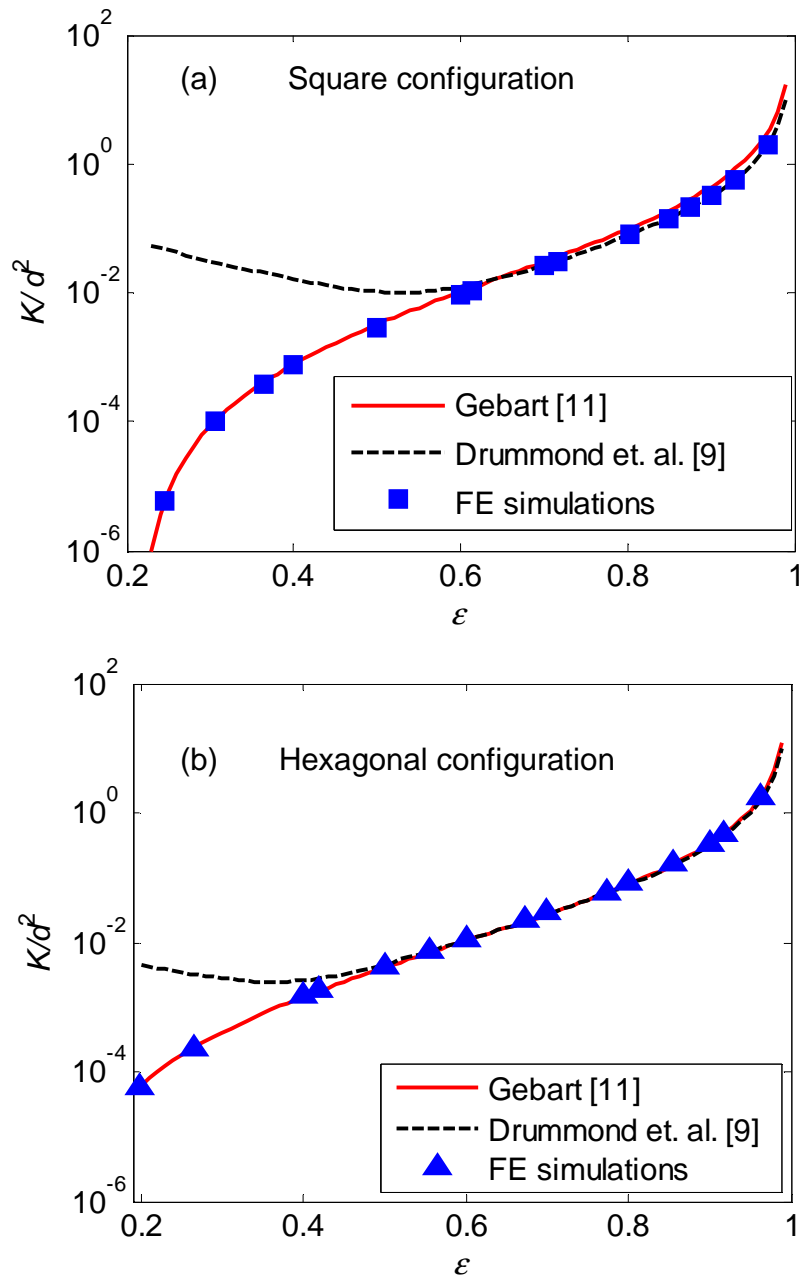 (a) Square configuration
10^2
10^0
10^-2
10^-4
10^-6
K/d^2
Gebart [11]
Drummond et. al. [9]
FE simulations
0.2 0.4 0.6 0.8 1
ε
(b) Hexagonal configuration
10^2
10^0
10^-2
10^-4
10^-6
K/d^2
Gebart [11]
Drummond et. al. [9]
FE simulations
0.2 0.4 0.6 0.8 1
ε